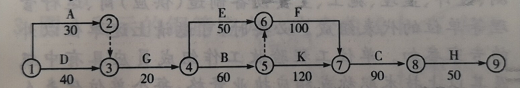 A E F
② ⑥
30 50 100
D G B K C H
① ③ ④ ⑤ ⑦ ⑧ ⑨
40 20 60 120 90 50